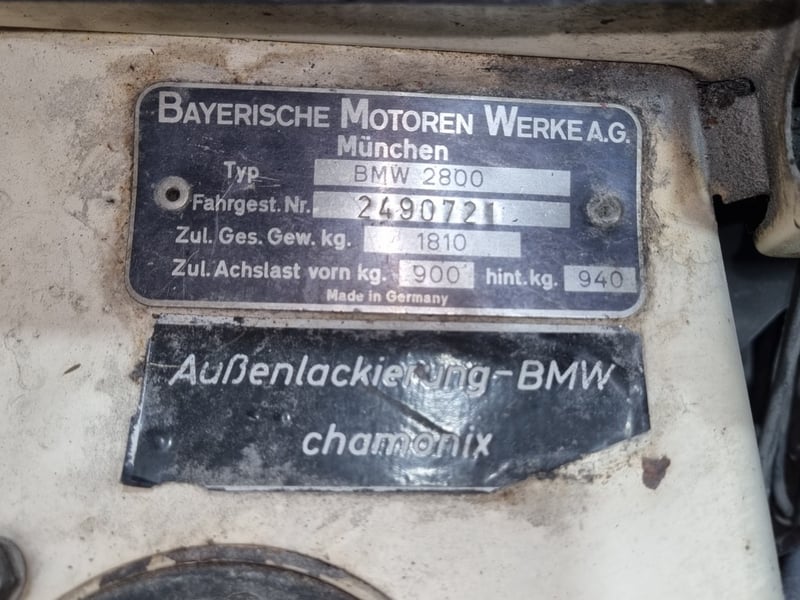 BAYERISCHE MOTOREN WERKE A.G.
München
Typ BMW 2800
Fahrgest. Nr. 2490721
Zul. Ges. Gew. kg. 1810
Zul. Achslast vorn kg. 900 hint. kg. 940
Made in Germany
Außenlackierung-BMW
chamonix